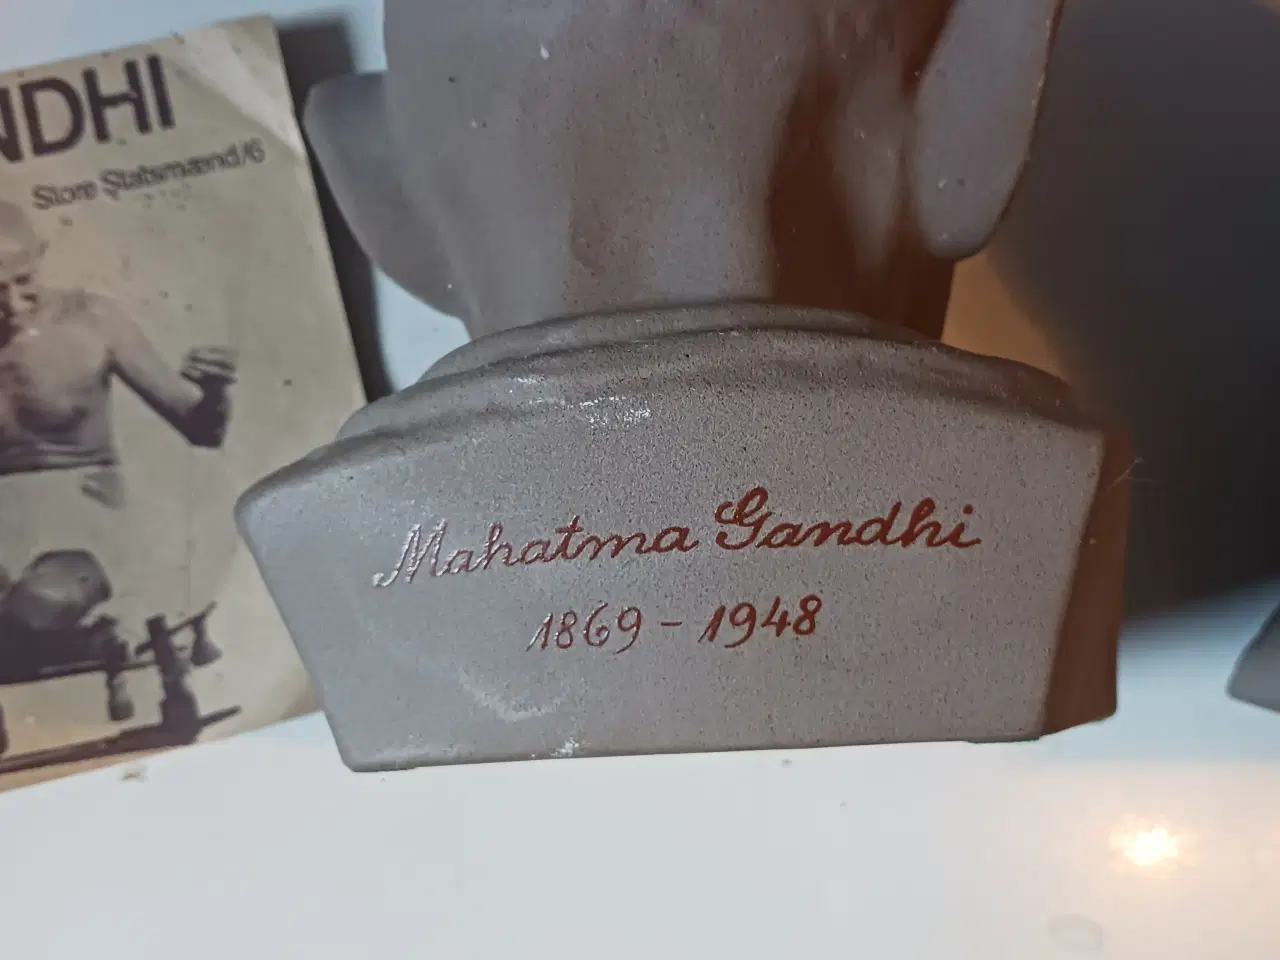 NDHI
Store Statsmænd/6
Mahatma Gandhi
1869 - 1948